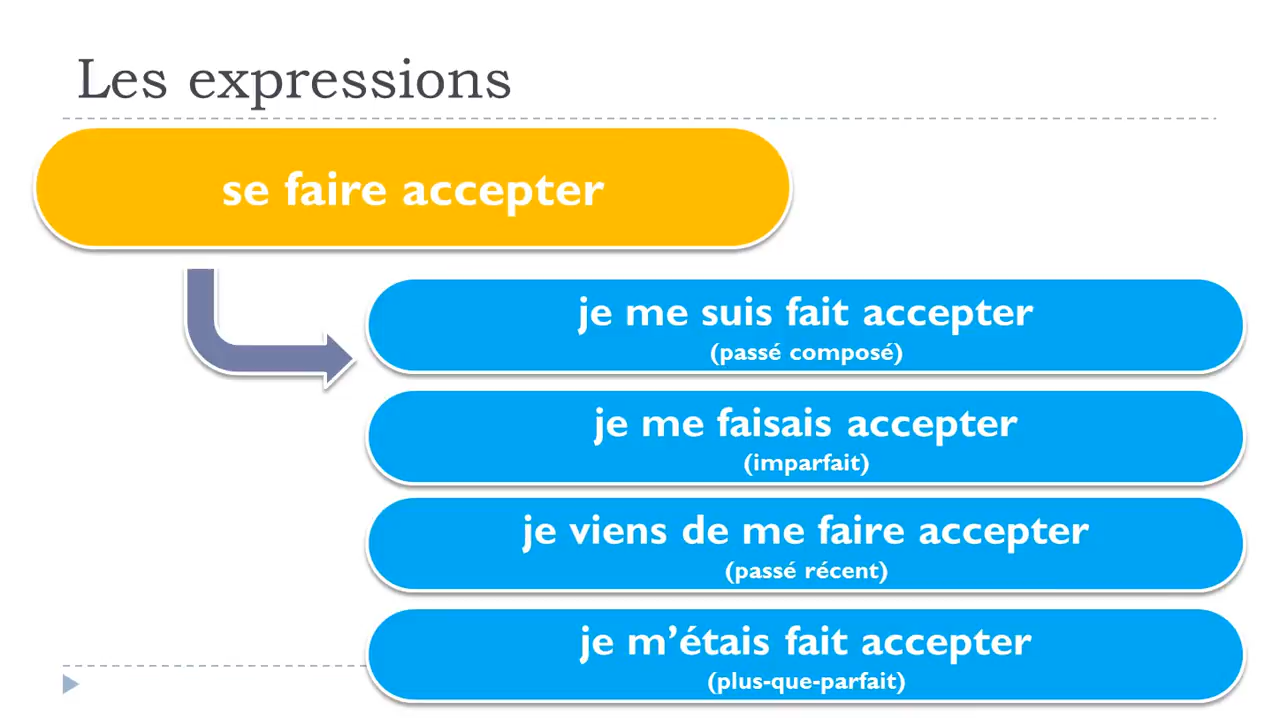 Les expressions
se faire accepter
je me suis fait accepter
(passé composé)
je me faisais accepter
(imparfait)
je viens de me faire accepter
(passé récent)
je m’étais fait accepter
(plus-que-parfait)